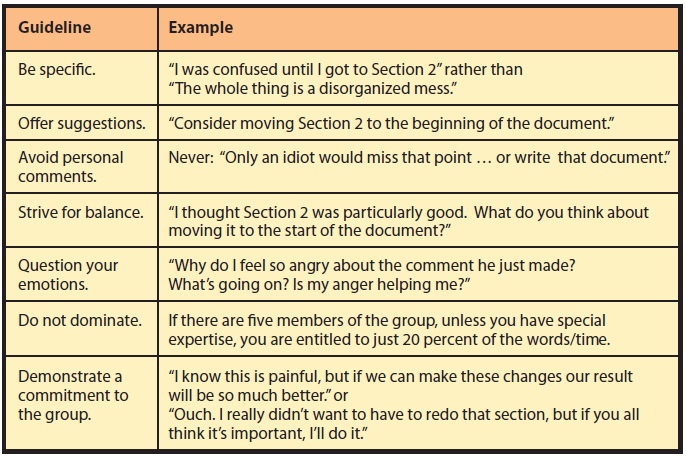 Guideline Example
Be specific. “I was confused until I got to Section 2” rather than
“The whole thing is a disorganized mess.”
Offer suggestions. “Consider moving Section 2 to the beginning of the document.”
Avoid personal
comments.
Never: “Only an idiot would miss that point … or write that document.”
Strive for balance. “I thought Section 2 was particularly good. What do you think about
moving it to the start of the document?”
Question your
emotions.
“Why do I feel so angry about the comment he just made?
What’s going on? Is my anger helping me?”
Do not dominate. If there are five members of the group, unless you have special
expertise, you are entitled to just 20 percent of the words/time.
Demonstrate a
commitment to
the group.
“I know this is painful, but if we can make these changes our result
will be so much better.” or
“Ouch. I really didn’t want to have to redo that section, but if you all
think it’s important, I’ll do it.”